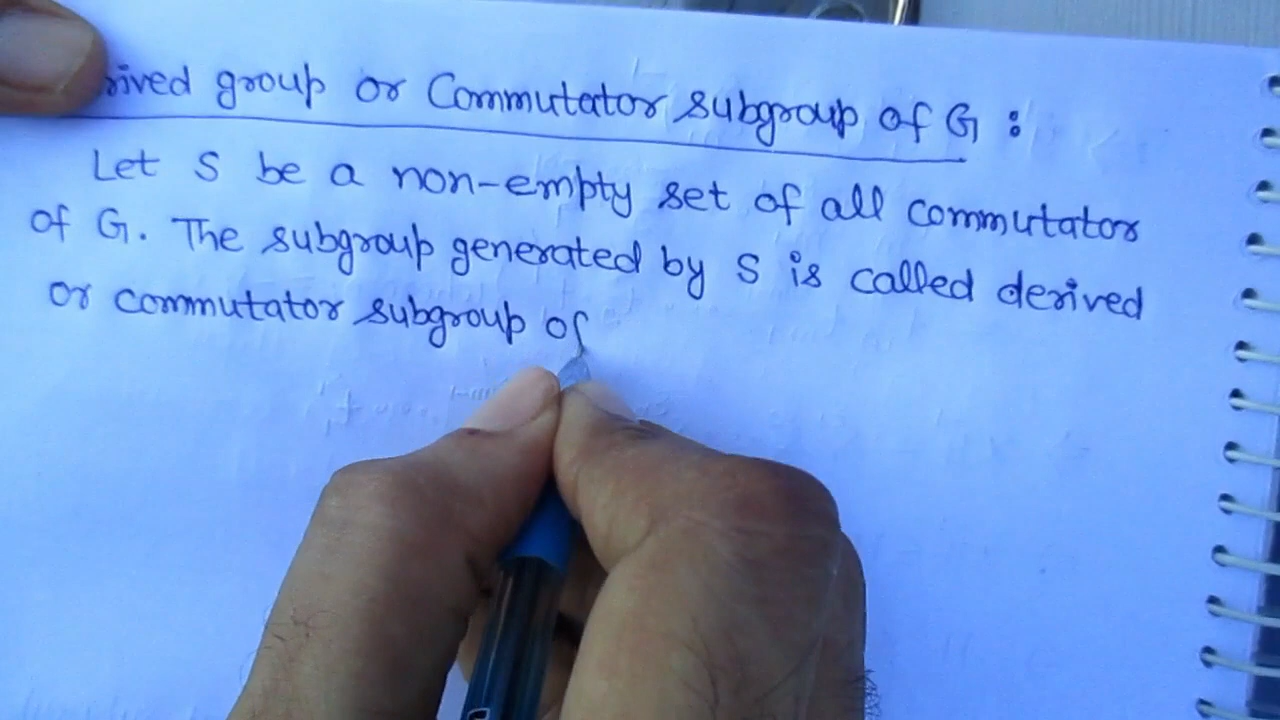 rived group or Commutator subgroup of G :
Let S be a non-empty set of all commutator
of G. The subgroup generated by S is called derived
or commutator subgroup of